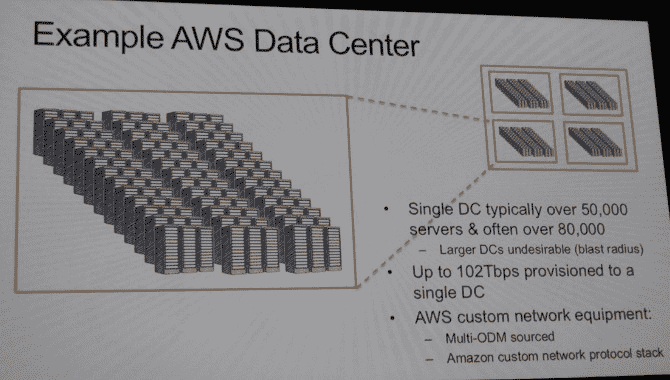 Example AWS Data Center
• Single DC typically over 50,000
servers & often over 80,000
– Larger DCs undesirable (blast radius)
• Up to 102Tbps provisioned to a
single DC
• AWS custom network equipment:
– Multi-ODM sourced
– Amazon custom network protocol stack